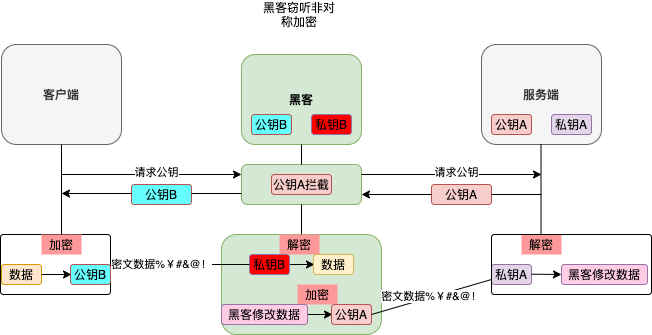 黑客窃听非对
称加密
客户端
黑客
公钥B
私钥B
服务端
公钥A
私钥A
请求公钥
公钥A拦截
请求公钥
公钥B
公钥A
加密
数据
公钥B
密文数据%￥#&@！
解密
私钥B
数据
加密
黑客修改数据
公钥A
密文数据%￥#&@！
解密
私钥A
黑客修改数据